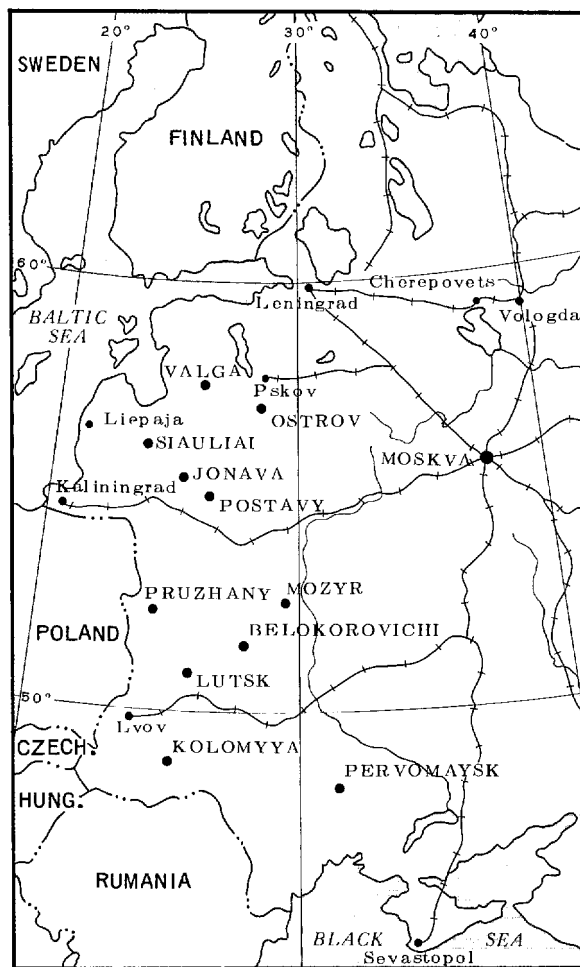 20°
30°
40°
SWEDEN
FINLAND
60°
Cherepovets
Leningrad
Vologda
BALTIC
SEA
VALGA
Pskov
Liepaja
OSTROV
SIAULIAI
MOSKVA
JONAVA
Kaliningrad
POSTAVY
PRUZHANY
MOZYR
POLAND
BELOKOROVICHI
LUTSK
50°
Lvov
CZECH.
KOLOMYYA
PERVOMAYSK
HUNG.
RUMANIA
BLACK SEA
Sevastopol